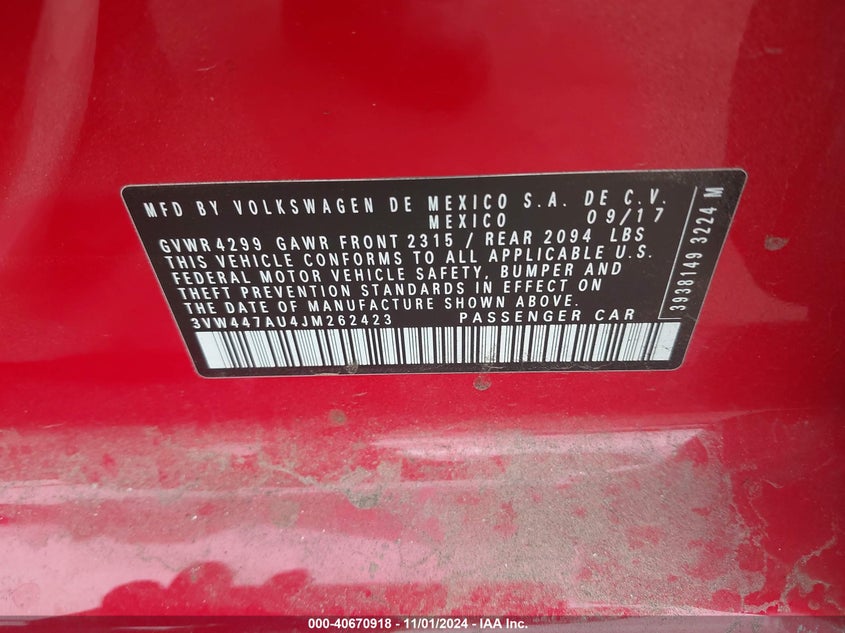 MFD BY VOLKSWAGEN DE MEXICO S.A. DE C.V.
MEXICO 09/17
GVWR 4299 GAWR FRONT 2315 / REAR 2094 LBS
THIS VEHICLE CONFORMS TO ALL APPLICABLE U.S.
FEDERAL MOTOR VEHICLE SAFETY, BUMPER AND
THEFT PREVENTION STANDARDS IN EFFECT ON
THE DATE OF MANUFACTURE SHOWN ABOVE.
3VW447AU4JM262423 PASSENGER CAR
3938149 3224 M
000-40670918 - 11/01/2024 - IAA Inc.